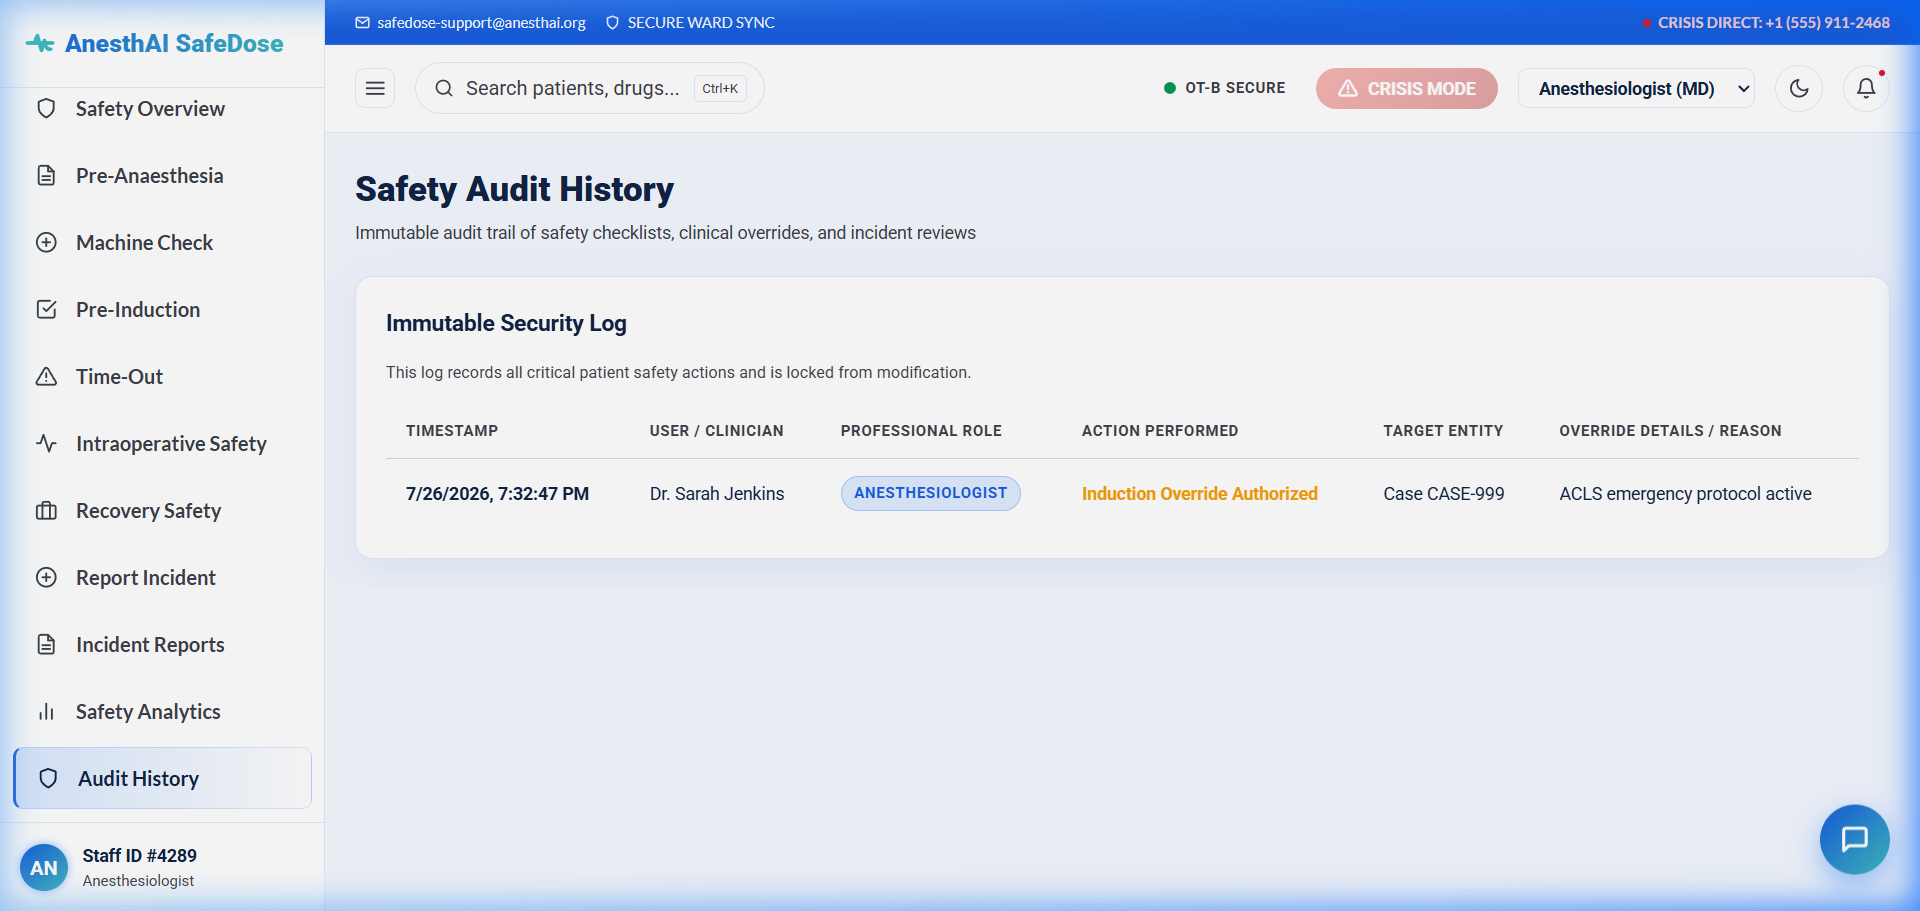 AnesthAI SafeDose
Safety Overview
Pre-Anaesthesia
Machine Check
Pre-Induction
Time-Out
Intraoperative Safety
Recovery Safety
Report Incident
Incident Reports
Safety Analytics
Audit History
AN
Staff ID #4289
Anesthesiologist
safedose-support@anesthai.org SECURE WARD SYNC CRISIS DIRECT: +1 (555) 911-2468
Search patients, drugs... Ctrl+K OT-B SECURE CRISIS MODE Anesthesiologist (MD)
Safety Audit History
Immutable audit trail of safety checklists, clinical overrides, and incident reviews
Immutable Security Log
This log records all critical patient safety actions and is locked from modification.
TIMESTAMP USER / CLINICIAN PROFESSIONAL ROLE ACTION PERFORMED TARGET ENTITY OVERRIDE DETAILS / REASON
7/26/2026, 7:32:47 PM Dr. Sarah Jenkins ANESTHESIOLOGIST Induction Override Authorized Case CASE-999 ACLS emergency protocol active